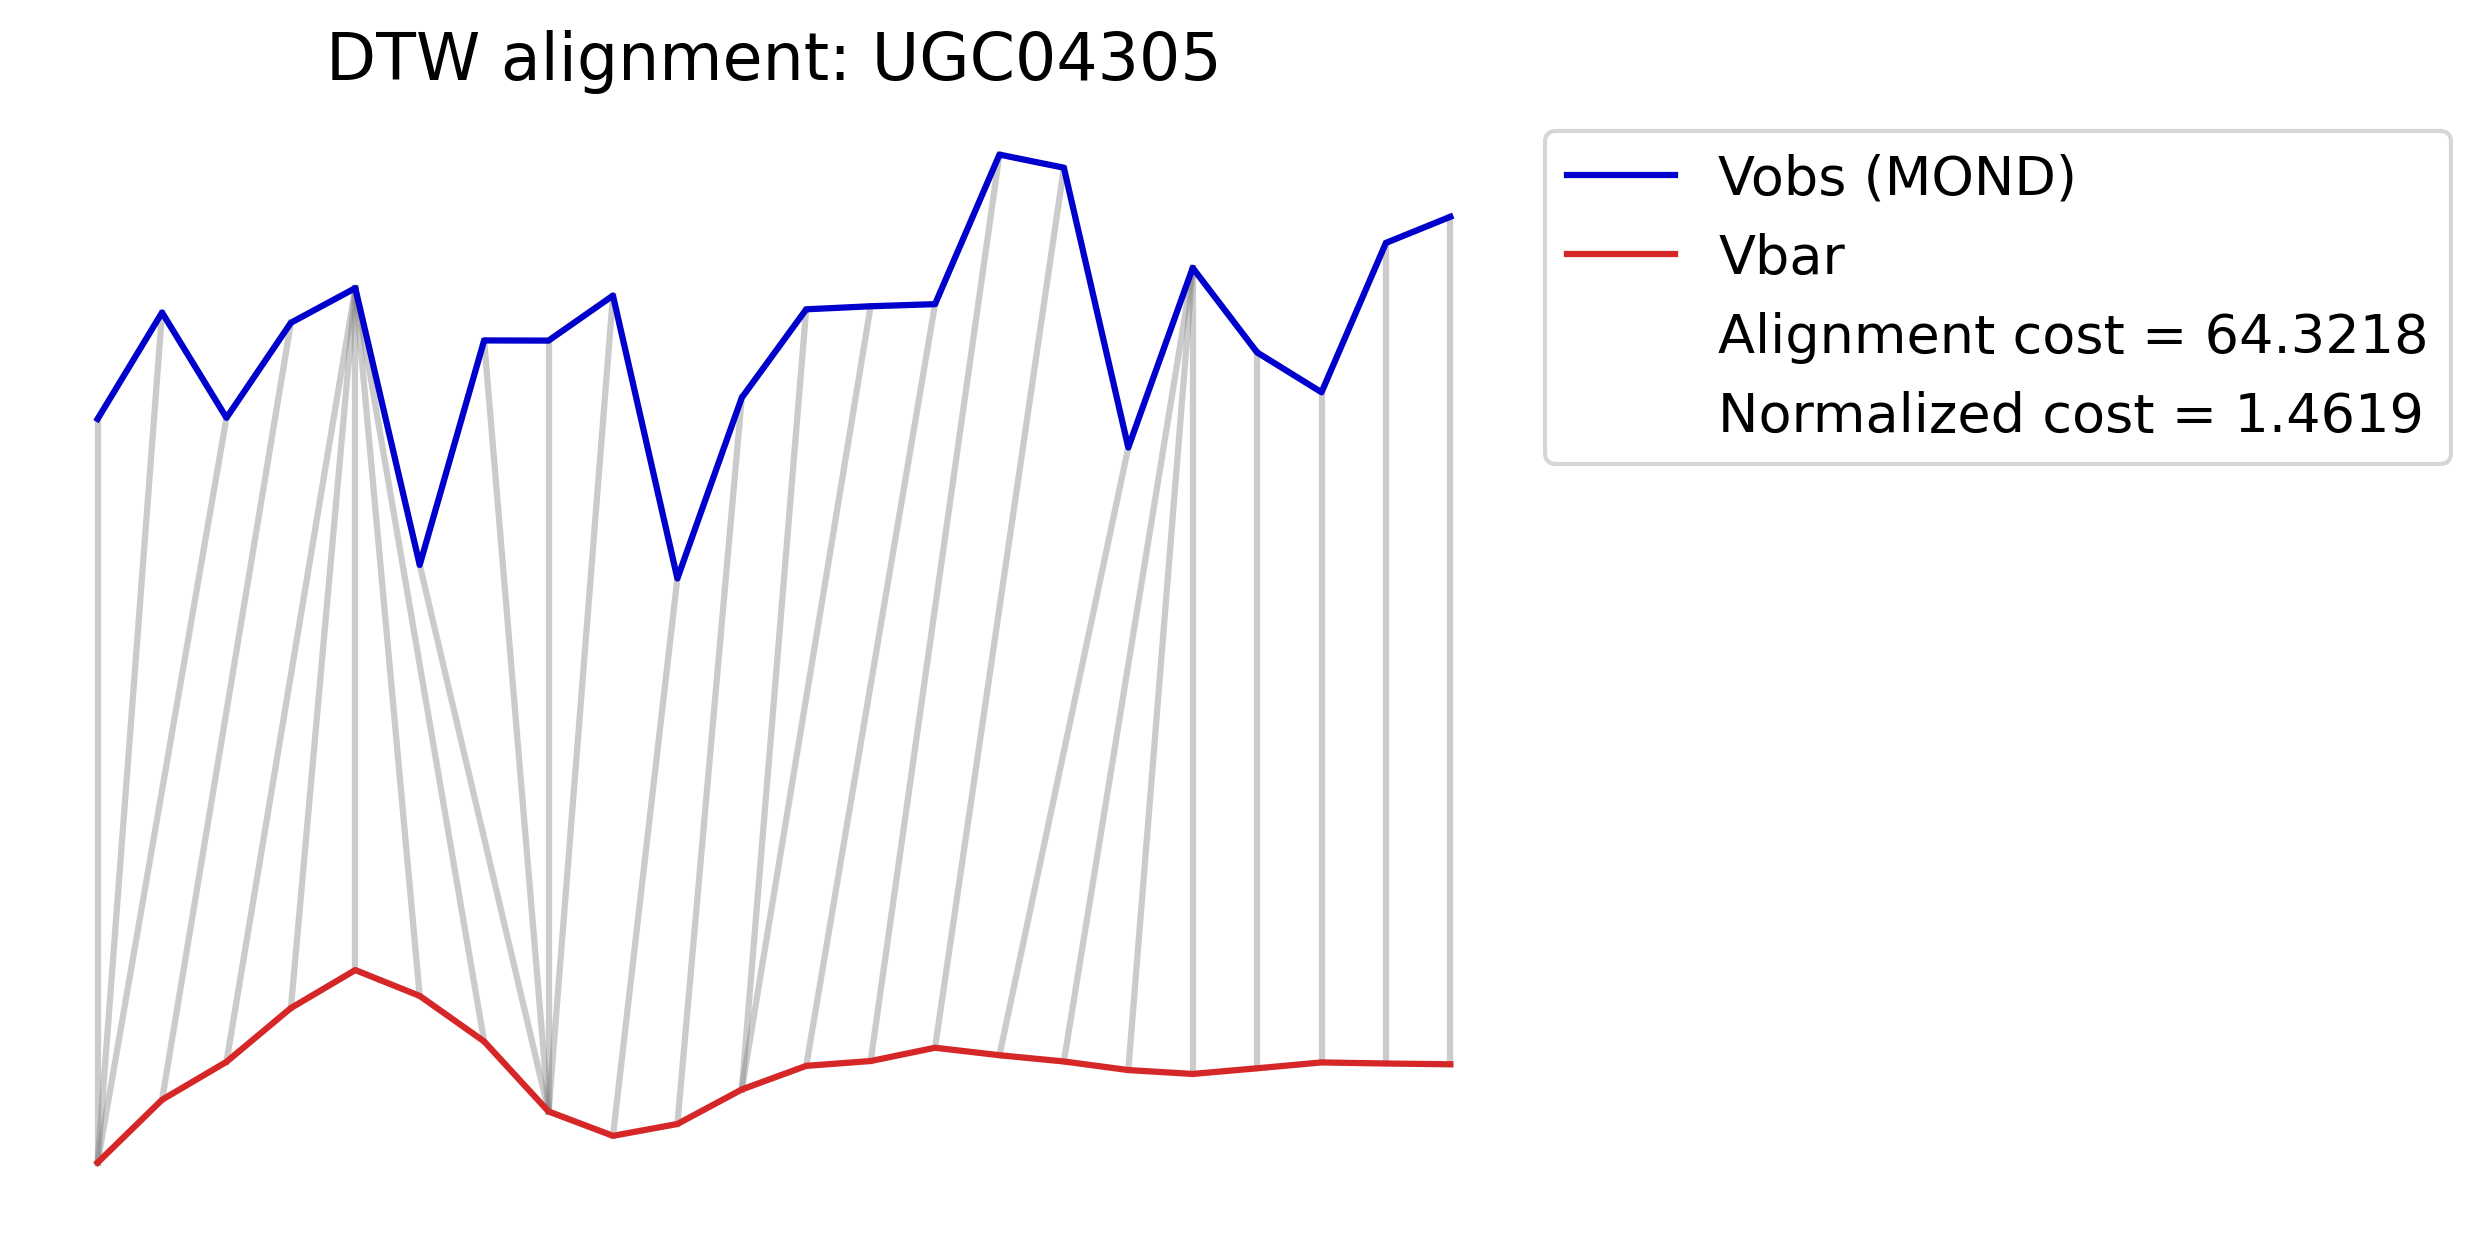 DTW alignment: UGC04305
Vobs (MOND)
Vbar
Alignment cost = 64.3218
Normalized cost = 1.4619